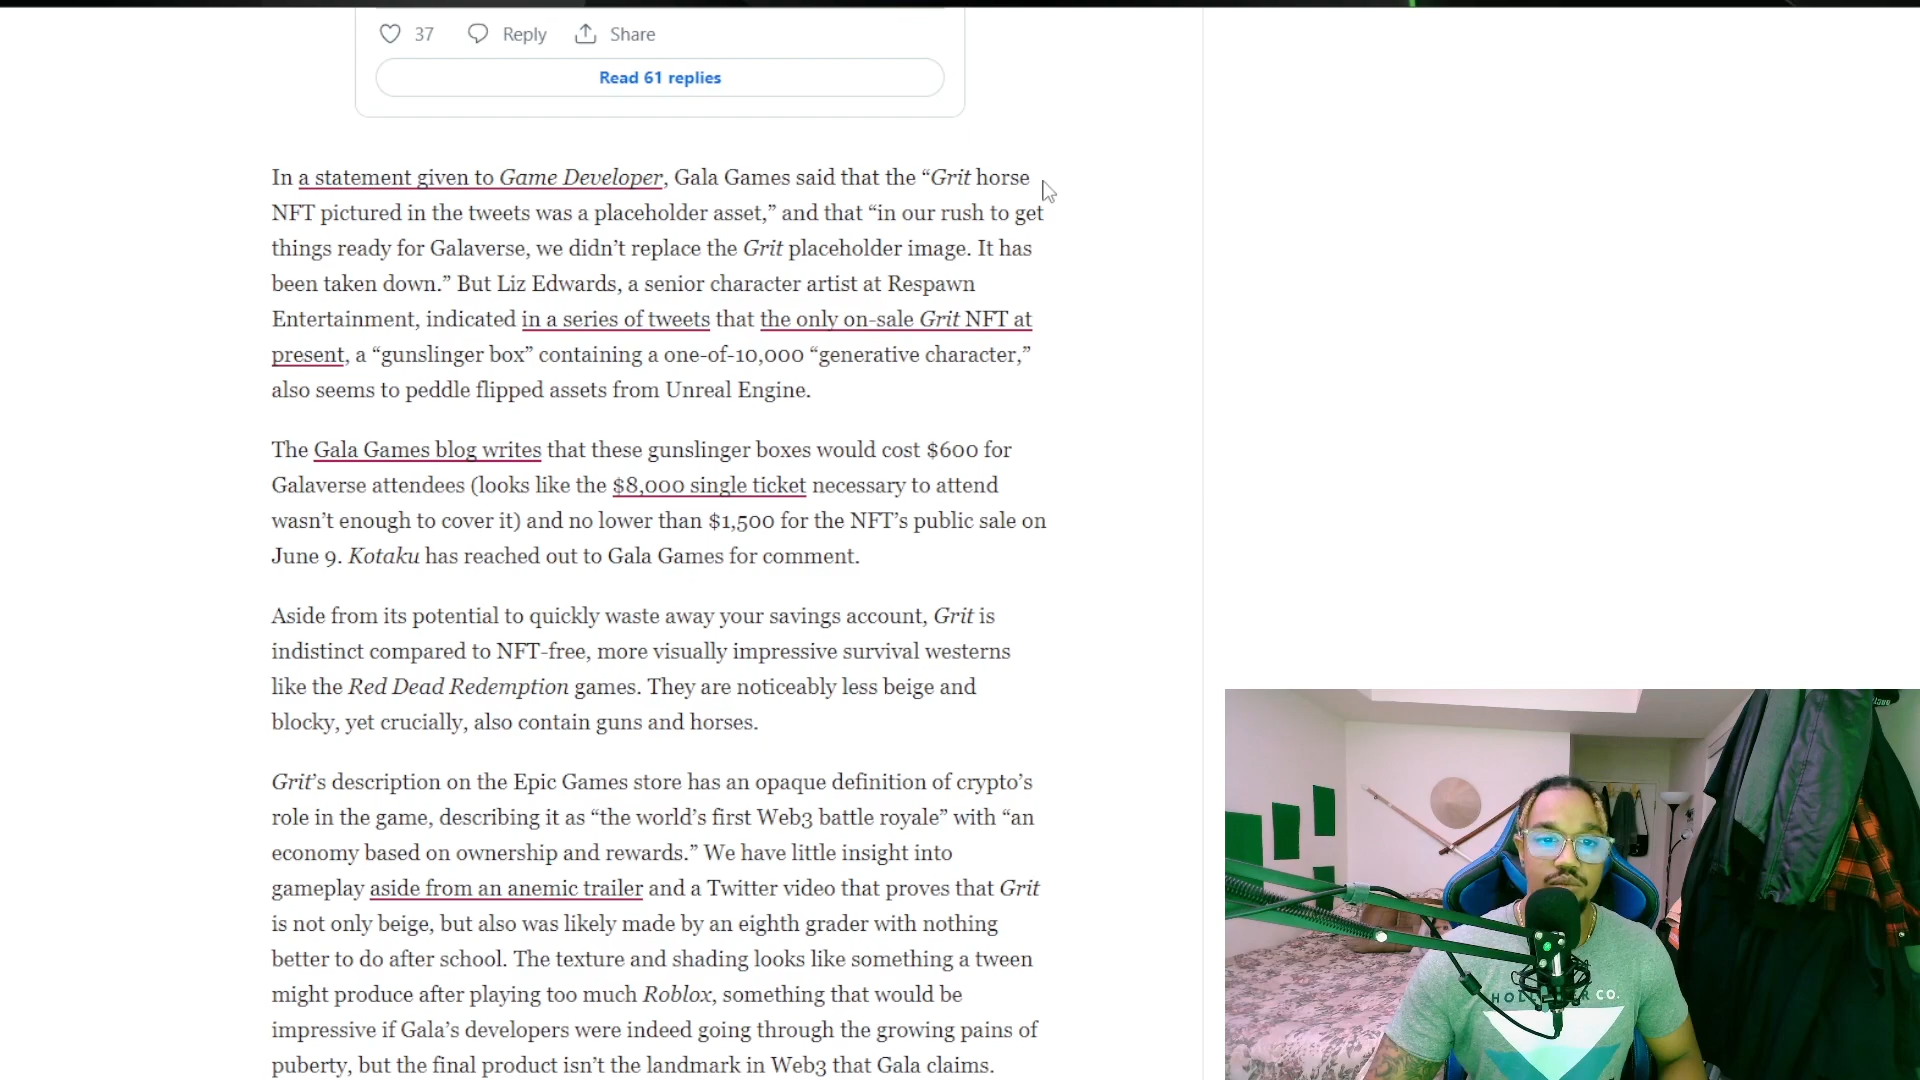 37 Reply Share
Read 61 replies
In a statement given to Game Developer, Gala Games said that the “Grit horse
NFT pictured in the tweets was a placeholder asset,” and that “in our rush to get
things ready for Galaverse, we didn’t replace the Grit placeholder image. It has
been taken down.” But Liz Edwards, a senior character artist at Respawn
Entertainment, indicated in a series of tweets that the only on-sale Grit NFT at
present, a “gunslinger box” containing a one-of-10,000 “generative character,”
also seems to peddle flipped assets from Unreal Engine.
The Gala Games blog writes that these gunslinger boxes would cost $600 for
Galaverse attendees (looks like the $8,000 single ticket necessary to attend
wasn’t enough to cover it) and no lower than $1,500 for the NFT’s public sale on
June 9. Kotaku has reached out to Gala Games for comment.
Aside from its potential to quickly waste away your savings account, Grit is
indistinct compared to NFT-free, more visually impressive survival westerns
like the Red Dead Redemption games. They are noticeably less beige and
blocky, yet crucially, also contain guns and horses.
Grit’s description on the Epic Games store has an opaque definition of crypto’s
role in the game, describing it as “the world’s first Web3 battle royale” with “an
economy based on ownership and rewards.” We have little insight into
gameplay aside from an anemic trailer and a Twitter video that proves that Grit
is not only beige, but also was likely made by an eighth grader with nothing
better to do after school. The texture and shading looks like something a tween
might produce after playing too much Roblox, something that would be
impressive if Gala’s developers were indeed going through the growing pains of
puberty, but the final product isn’t the landmark in Web3 that Gala claims.
CO.